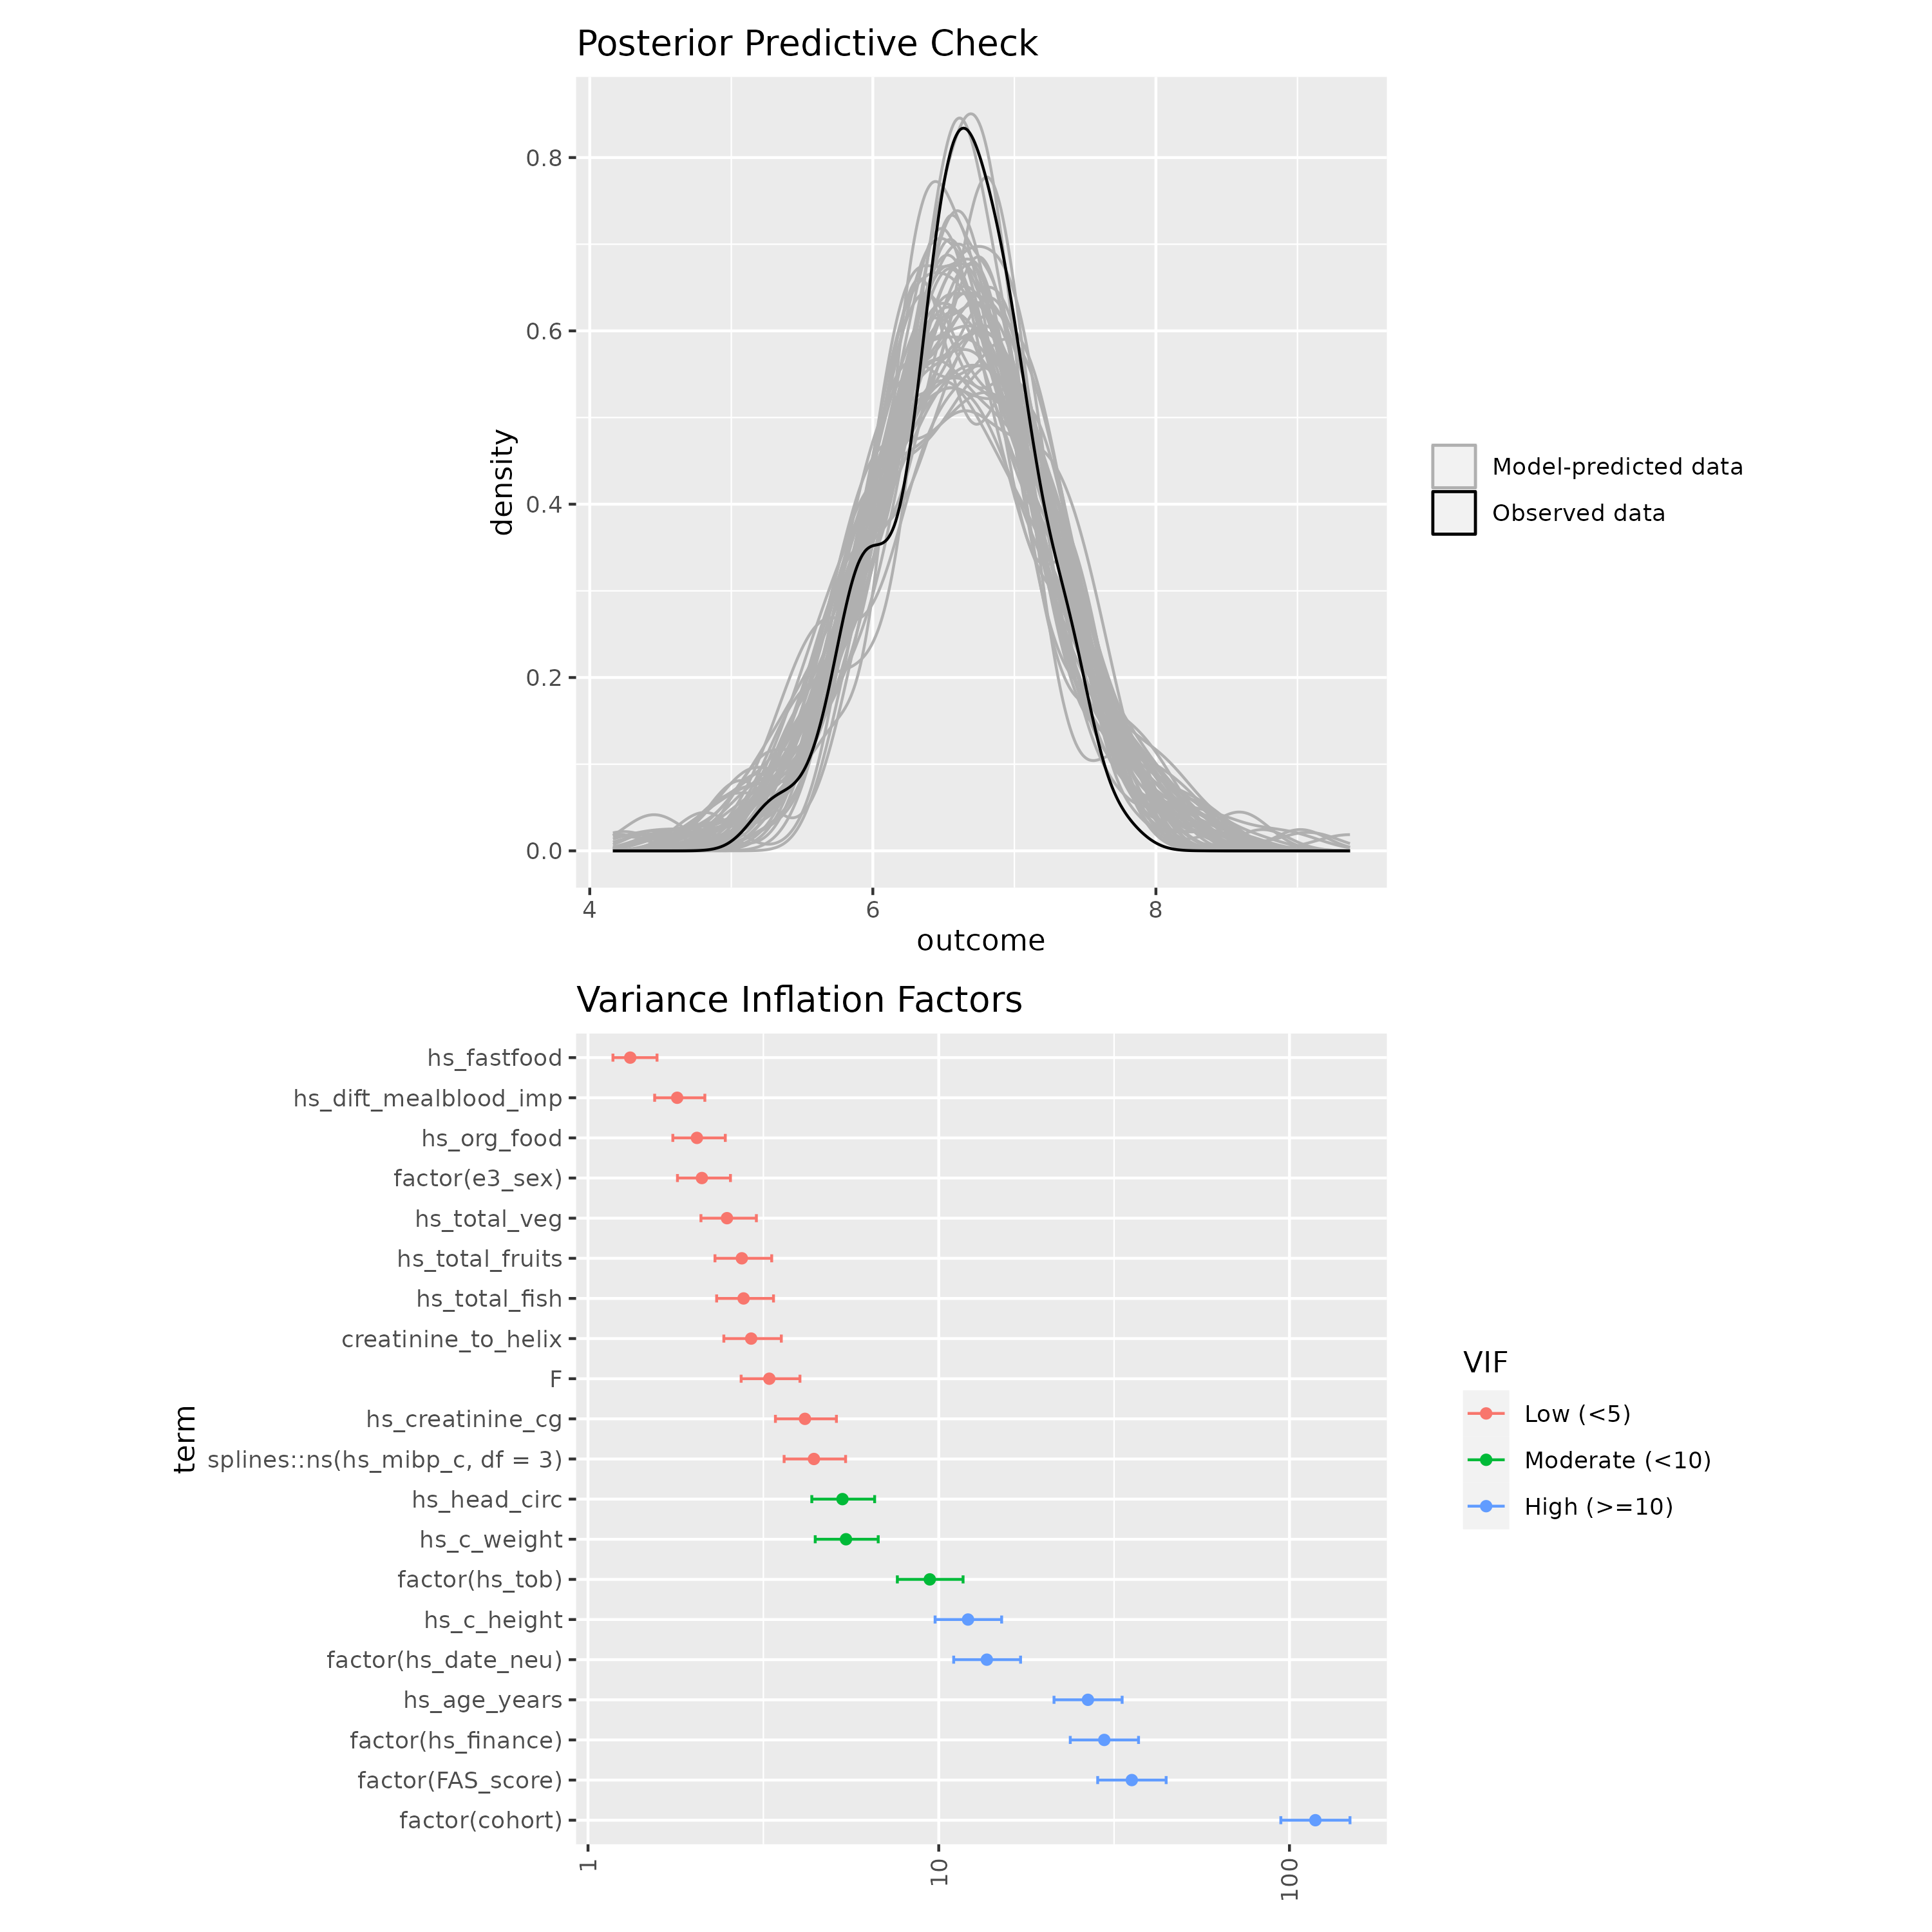 Posterior Predictive Check
density
0.8
0.6
0.4
0.2
0.0
4
6
8
outcome
Model-predicted data
Observed data
Variance Inflation Factors
term
hs_fastfood
hs_dift_mealblood_imp
hs_org_food
factor(e3_sex)
hs_total_veg
hs_total_fruits
hs_total_fish
creatinine_to_helix
F
hs_creatinine_cg
splines::ns(hs_mibp_c, df = 3)
hs_head_circ
hs_c_weight
factor(hs_tob)
hs_c_height
factor(hs_date_neu)
hs_age_years
factor(hs_finance)
factor(FAS_score)
factor(cohort)
1
10
100
VIF
Low (<5)
Moderate (<10)
High (>=10)